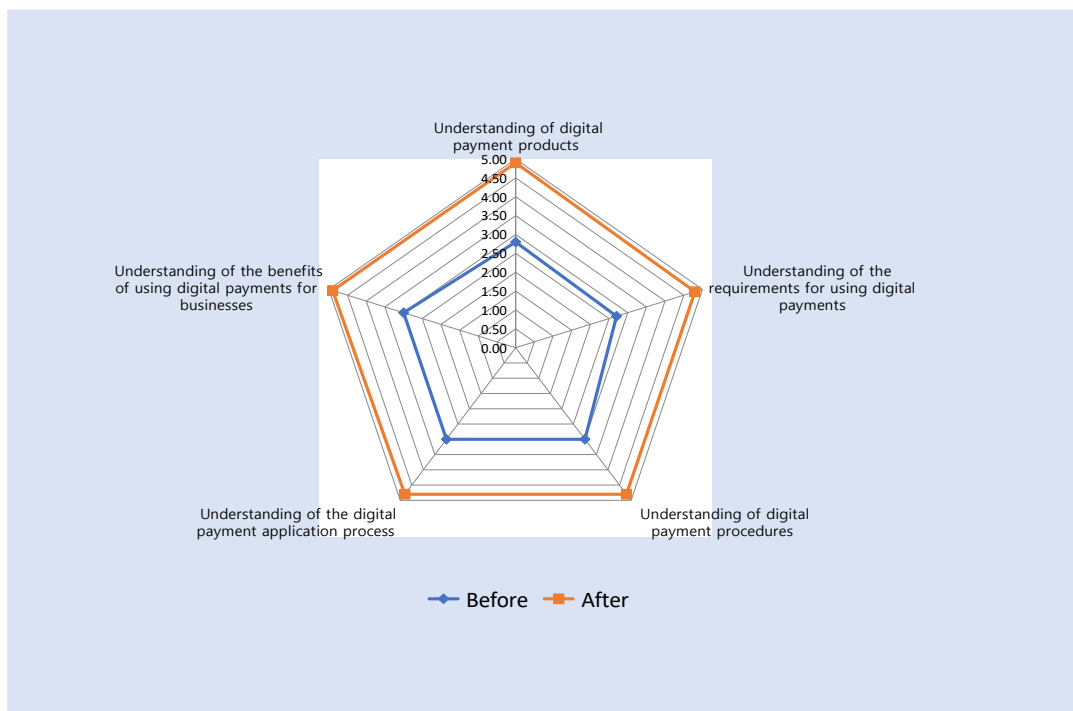 Understanding of digital
payment products
5.00
4.50
4.00
3.50
3.00
2.50
2.00
1.50
1.00
0.50
0.00
Understanding of the
requirements for using digital
payments
Understanding of digital
payment procedures
Understanding of the digital
payment application process
Understanding of the benefits
of using digital payments for
businesses
Before
After